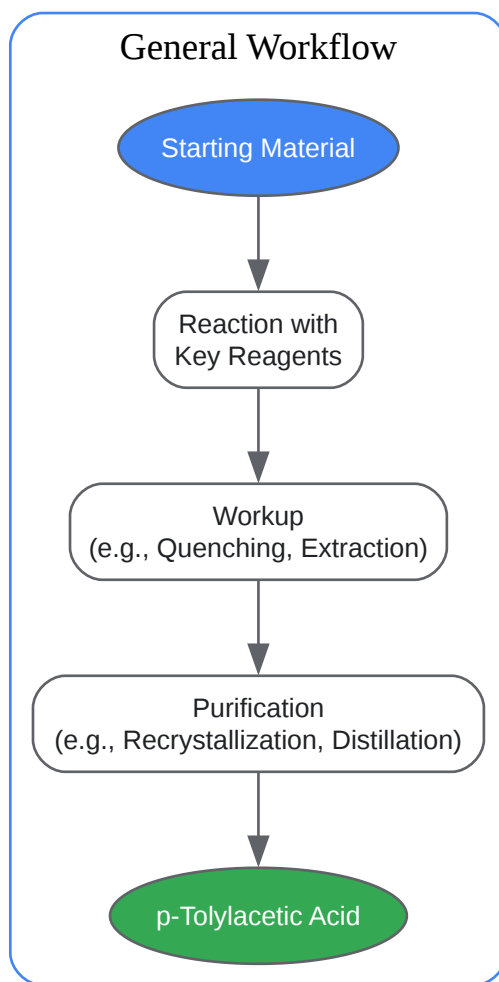 General Workflow
Starting Material
Reaction with
Key Reagents
Workup
(e.g., Quenching, Extraction)
Purification
(e.g., Recrystallization, Distillation)
p-Tolylacetic Acid